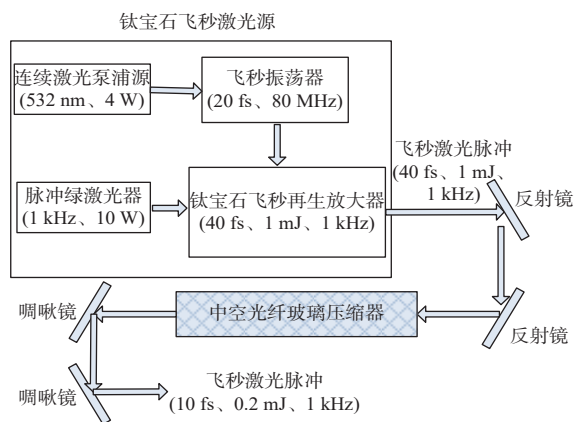 钛宝石飞秒激光源
连续激光泵浦源
(532 nm、4 W)
飞秒振荡器
(20 fs、80 MHz)
脉冲绿激光器
(1 kHz、10 W)
钛宝石飞秒再生放大器
(40 fs、1 mJ、1 kHz)
飞秒激光脉冲
(40 fs、1 mJ、
1 kHz)
反射镜
反射镜
中空光纤玻璃压缩器
啁啾镜
啁啾镜
飞秒激光脉冲
(10 fs、0.2 mJ、1 kHz)